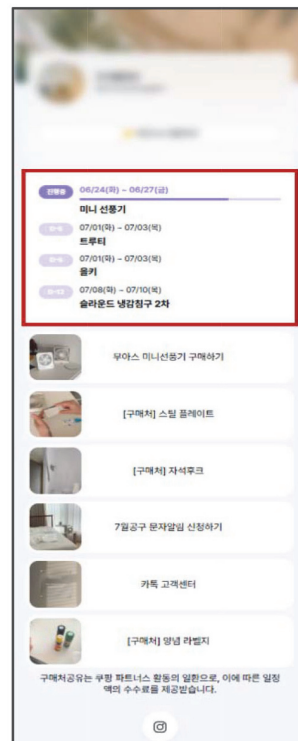 진행중 06/24(화) ~ 06/27(금)
미니 선풍기
07/01(화) ~ 07/03(목)
트루티
07/01(화) ~ 07/03(목)
올키
D-13 07/08(화) ~ 07/10(목)
슬라운드 냉감침구 2차
무아스 미니선풍기 구매하기
[구매처] 스틸 플레이트
[구매처] 자석후크
7월공구 문자알림 신청하기
카톡 고객센터
[구매처] 양념 라벨지
구매처공유는 쿠팡 파트너스 활동의 일환으로, 이에 따른 일정
액의 수수료를 제공받습니다.